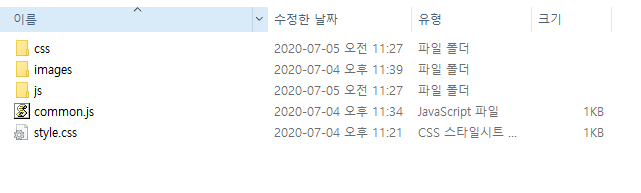 이름 수정한 날짜 유형 크기
css 2020-07-05 오전 11:27 파일 폴더
images 2020-07-04 오후 11:39 파일 폴더
js 2020-07-05 오전 11:27 파일 폴더
common.js 2020-07-04 오후 11:34 JavaScript 파일 1KB
style.css 2020-07-04 오후 11:21 CSS 스타일시트 ... 1KB